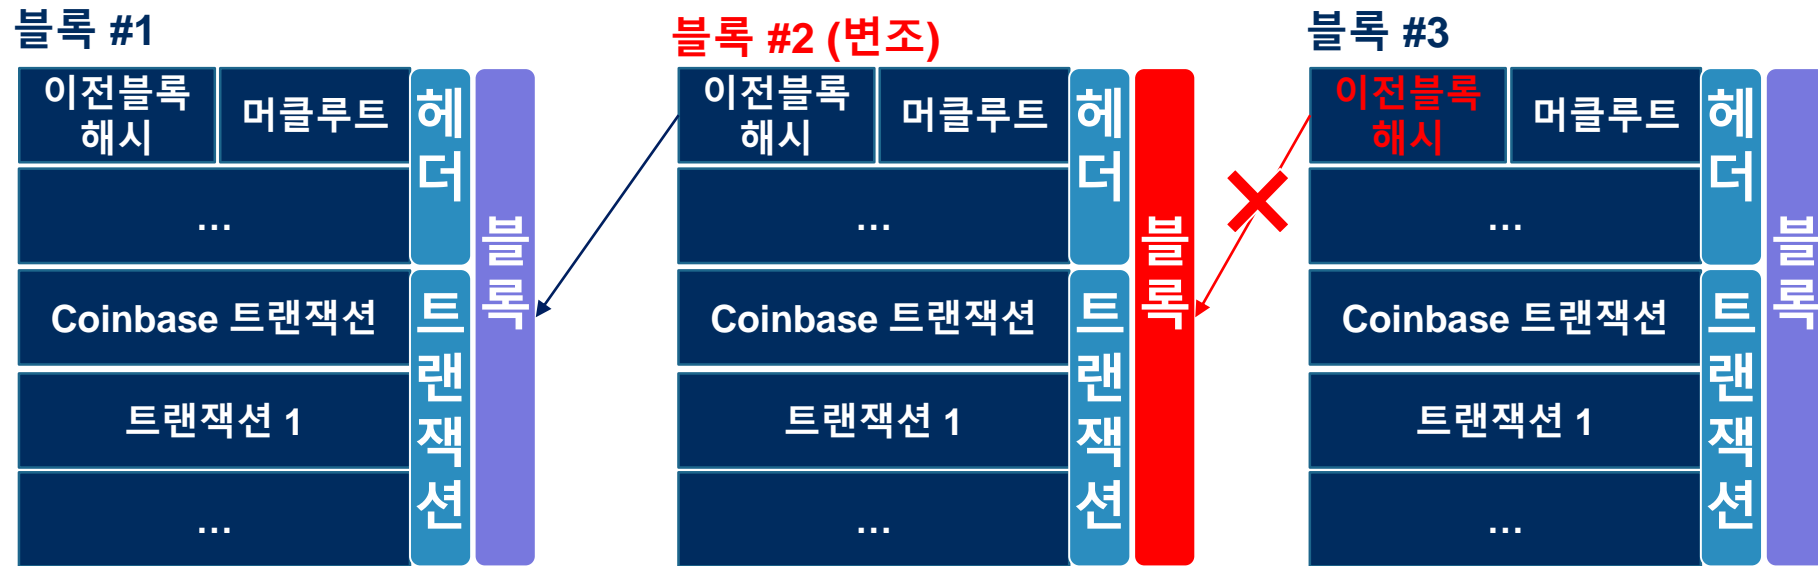 블록 #1
이전블록
해시
머클루트
헤더
...
블록
Coinbase 트랜잭션
트랜잭션
트랜잭션 1
...
블록 #2 (변조)
이전블록
해시
머클루트
헤더
...
블록
Coinbase 트랜잭션
트랜잭션
트랜잭션 1
...
블록 #3
이전블록
해시
머클루트
헤더
...
블록
Coinbase 트랜잭션
트랜잭션
트랜잭션 1
...